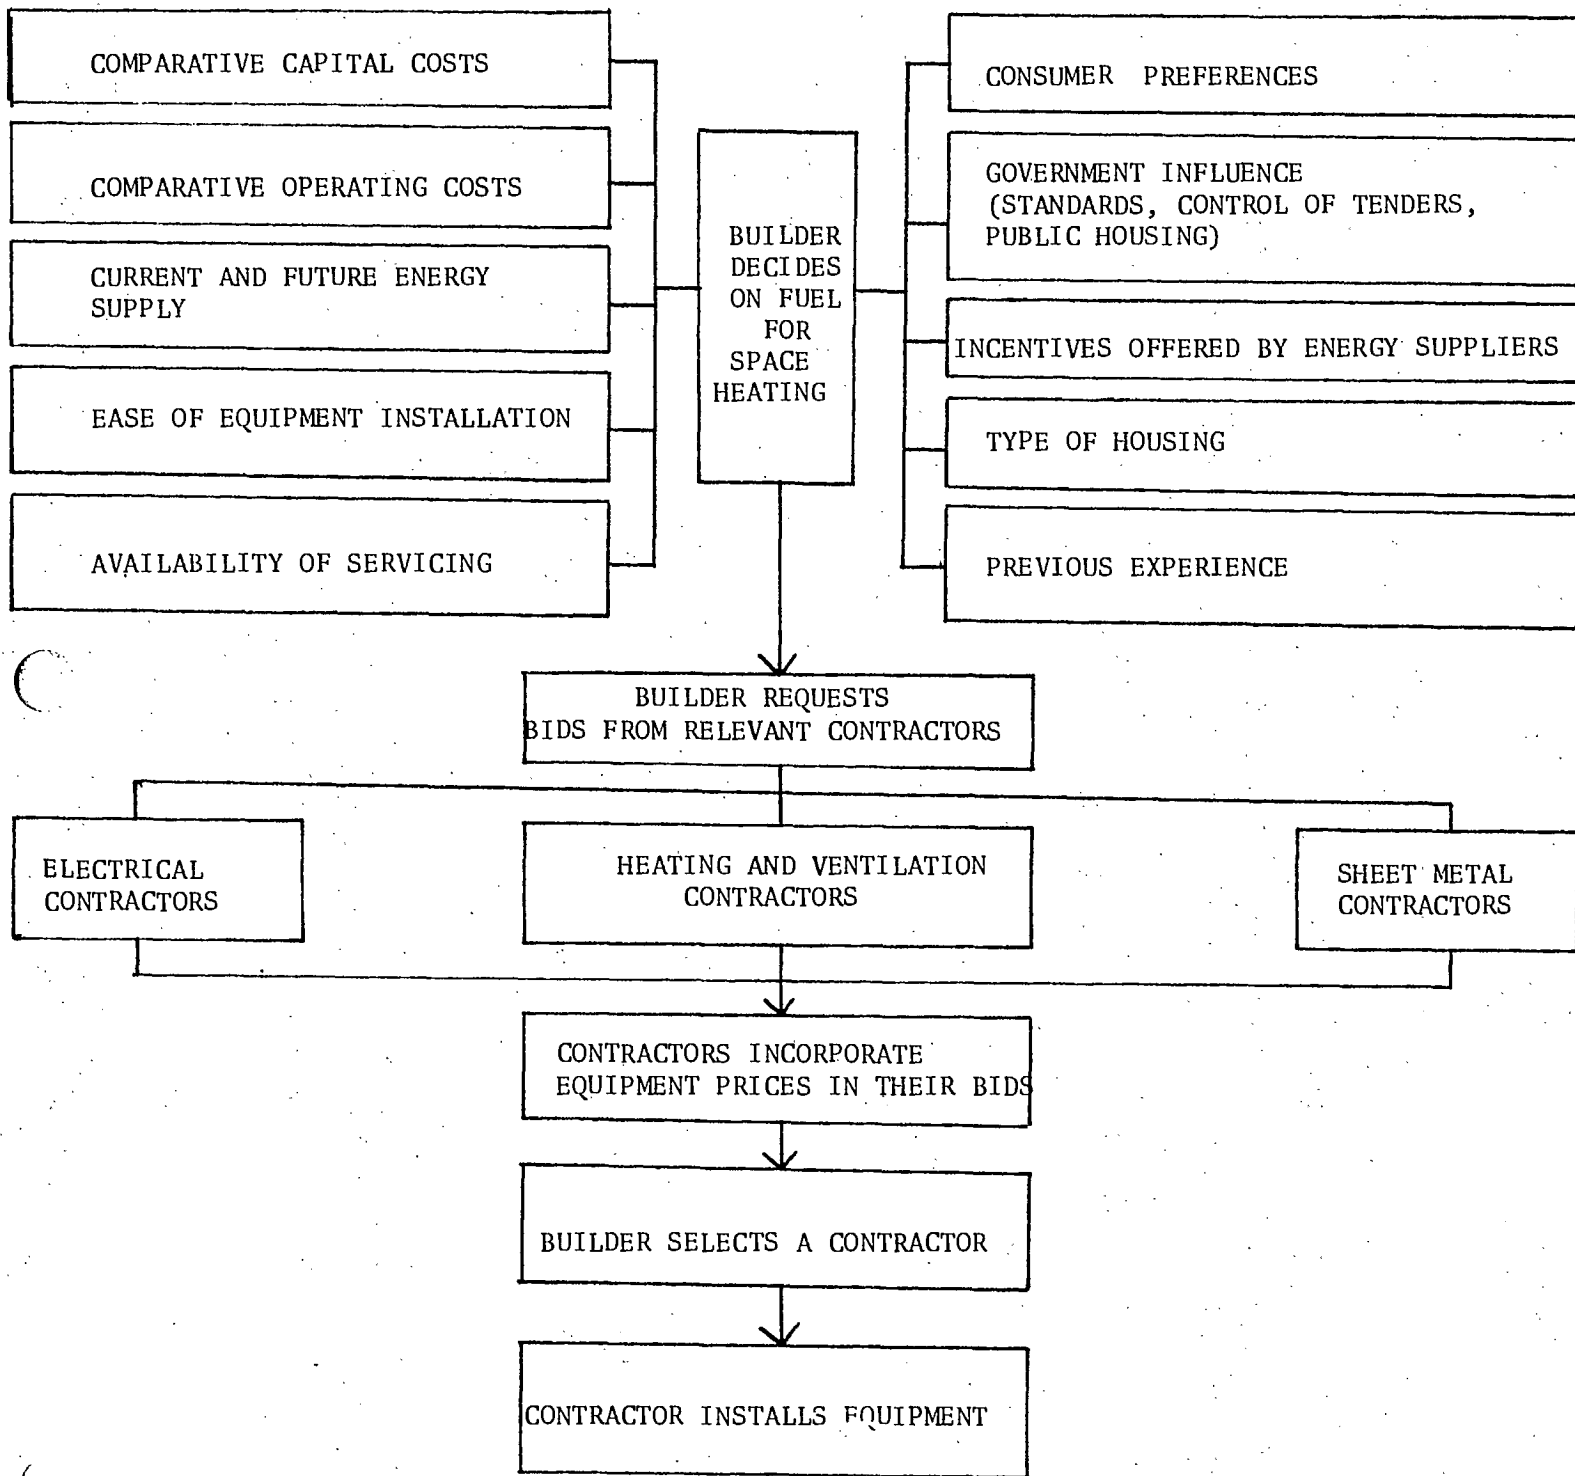 COMPARATIVE CAPITAL COSTS
COMPARATIVE OPERATING COSTS
CURRENT AND FUTURE ENERGY
SUPPLY
EASE OF EQUIPMENT INSTALLATION
AVAILABILITY OF SERVICING
BUILDER
DECIDES
ON FUEL
FOR
SPACE
HEATING
CONSUMER PREFERENCES
GOVERNMENT INFLUENCE
(STANDARDS, CONTROL OF TENDERS,
PUBLIC HOUSING)
INCENTIVES OFFERED BY ENERGY SUPPLIERS
TYPE OF HOUSING
PREVIOUS EXPERIENCE
BUILDER REQUESTS
BIDS FROM RELEVANT CONTRACTORS
ELECTRICAL
CONTRACTORS
HEATING AND VENTILATION
CONTRACTORS
SHEET METAL
CONTRACTORS
CONTRACTORS INCORPORATE
EQUIPMENT PRICES IN THEIR BIDS
BUILDER SELECTS A CONTRACTOR
CONTRACTOR INSTALLS EQUIPMENT